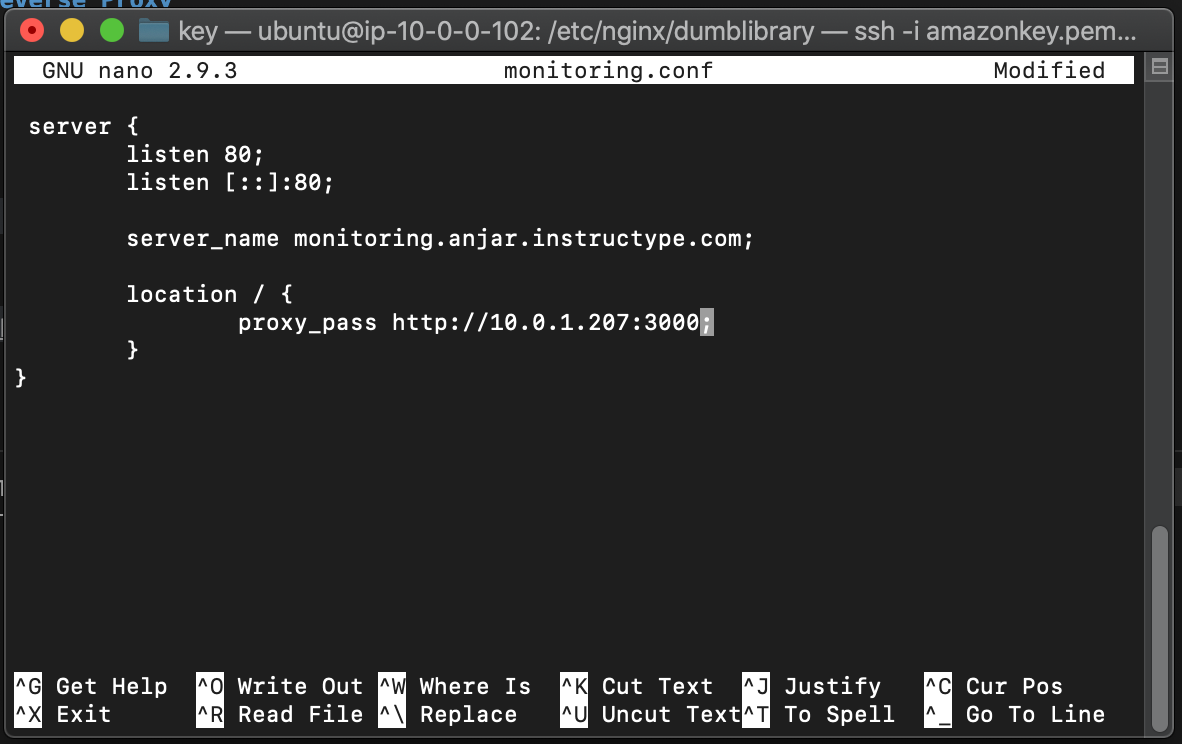 everse Proxy
key — ubuntu@ip-10-0-0-102: /etc/nginx/dumblibrary — ssh -i amazonkey.pem...
GNU nano 2.9.3 monitoring.conf Modified
server {
listen 80;
listen [::]:80;
server_name monitoring.anjar.instructype.com;
location / {
proxy_pass http://10.0.1.207:3000;
}
}
^G Get Help ^O Write Out ^W Where Is ^K Cut Text ^J Justify ^C Cur Pos
^X Exit ^R Read File ^\ Replace ^U Uncut Text ^T To Spell ^_ Go To Line